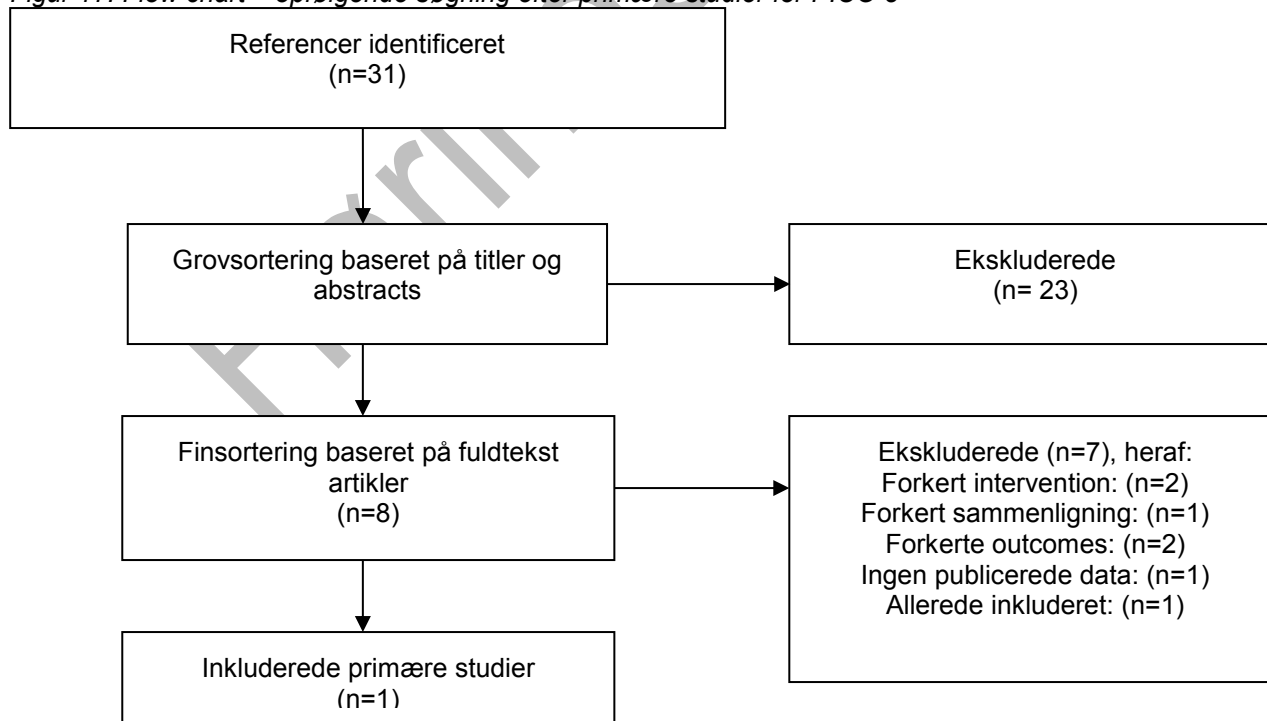 Referencer identificeret
(n=31)
Grovsortering baseret på titler og
abstracts
Ekskluderede
(n= 23)
Finsortering baseret på fuldtekst
artikler
(n=8)
Ekskluderede (n=7), heraf:
Forkert intervention: (n=2)
Forkert sammenligning: (n=1)
Forkerte outcomes: (n=2)
Ingen publicerede data: (n=1)
Allerede inkluderet: (n=1)
Inkluderede primære studier
(n=1)